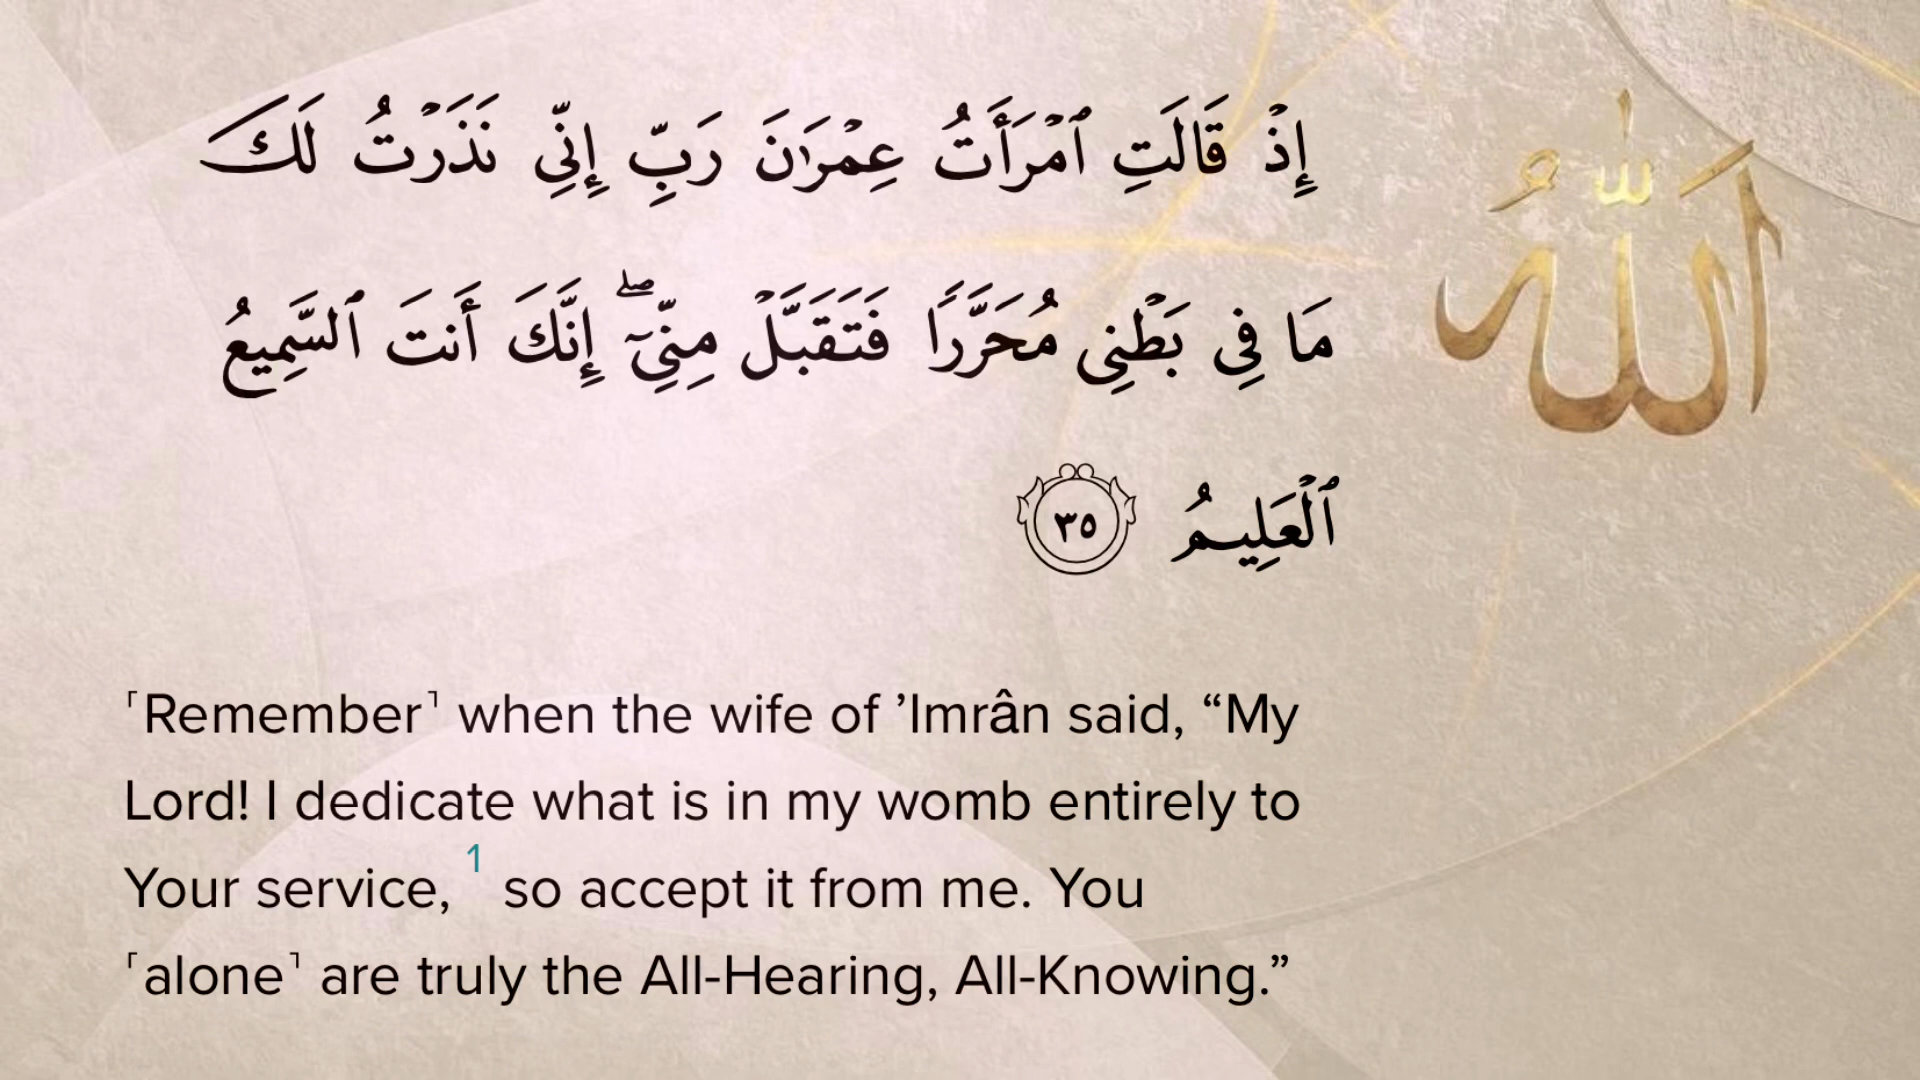 إِذْ قَالَتِ ٱمْرَأَتُ عِمْرَٰنَ رَبِّ إِنِّى نَذَرْتُ لَكَ
مَا فِى بَطْنِى مُحَرَّرًا فَتَقَبَّلْ مِنِّىٓ ۖ إِنَّكَ أَنتَ ٱلسَّمِيعُ
ٱلْعَلِيمُ ٣٥
الله
⸢Remember⸣ when the wife of ’Imrân said, “My
Lord! I dedicate what is in my womb entirely to
Your service, 1 so accept it from me. You
⸢alone⸣ are truly the All-Hearing, All-Knowing.”